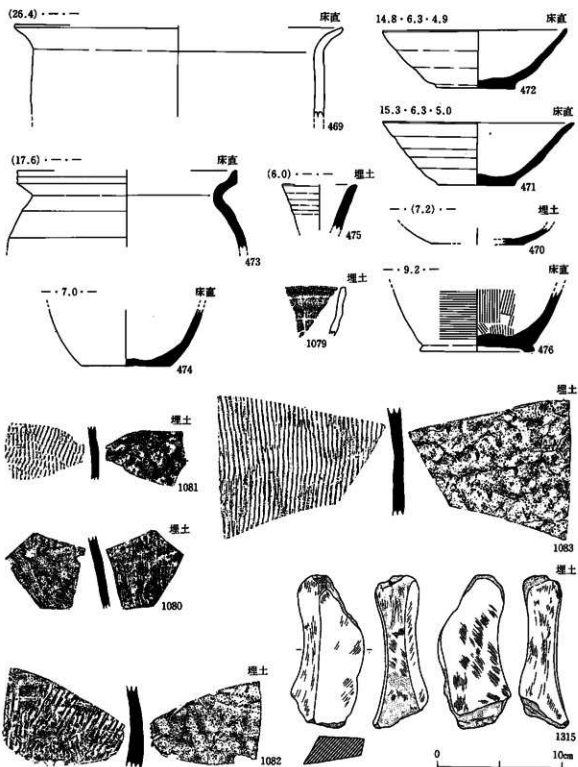 (26.4)・―・― 床直
469
14.8・6.3・4.9 床直
472
15.3・6.3・5.0 床直
471
(17.6)・―・― 床直
473
(6.0)・―・― 埋土
475
―・(7.2)・― 埋土
470
―・7.0・― 床直
474
埋土
1079
―・9.2・― 床直
476
埋土
1081
埋土
1083
埋土
1080
埋土
1082
埋土
1315
0 10cm